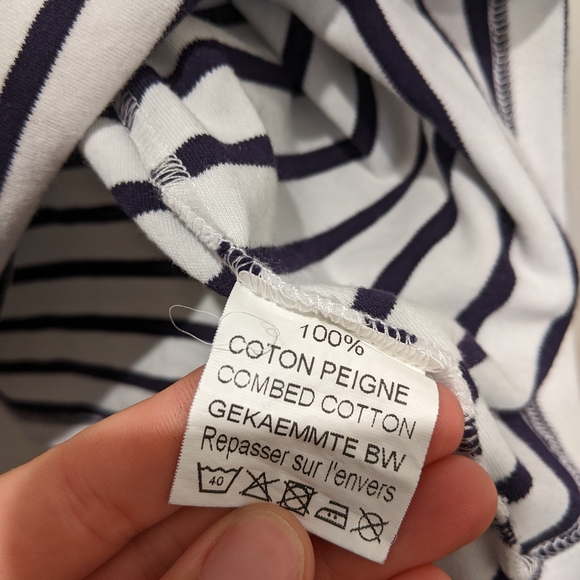 100%
COTON PEIGNE
COMBED COTTON
GEKAEMMTE BW
Repasser sur l'envers
40